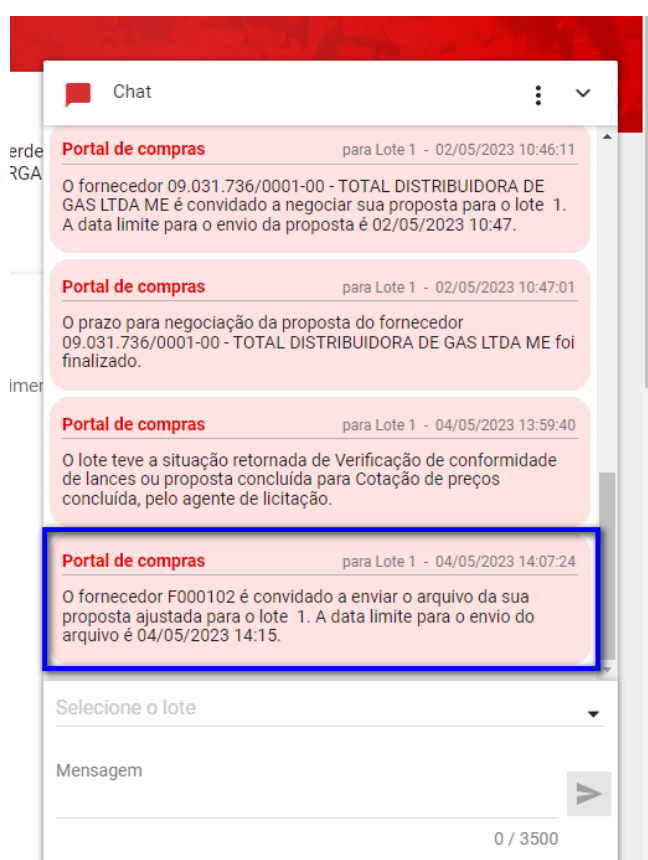 Chat
erde
RGA
Portal de compras para Lote 1 - 02/05/2023 10:46:11
O fornecedor 09.031.736/0001-00 - TOTAL DISTRIBUIDORA DE
GAS LTDA ME é convidado a negociar sua proposta para o lote 1.
A data limite para o envio da proposta é 02/05/2023 10:47.
Portal de compras para Lote 1 - 02/05/2023 10:47:01
O prazo para negociação da proposta do fornecedor
09.031.736/0001-00 - TOTAL DISTRIBUIDORA DE GAS LTDA ME foi
finalizado.
imer
Portal de compras para Lote 1 - 04/05/2023 13:59:40
O lote teve a situação retornada de Verificação de conformidade
de lances ou proposta concluída para Cotação de preços
concluída, pelo agente de licitação.
Portal de compras para Lote 1 - 04/05/2023 14:07:24
O fornecedor F000102 é convidado a enviar o arquivo da sua
proposta ajustada para o lote 1. A data limite para o envio do
arquivo é 04/05/2023 14:15.
Selecione o lote
Mensagem
0 / 3500